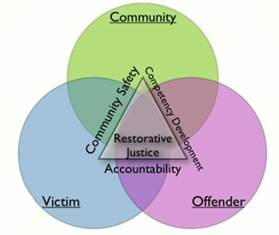 Community
Community Safety
Competency Development
Restorative
Justice
Accountability
Victim
Offender